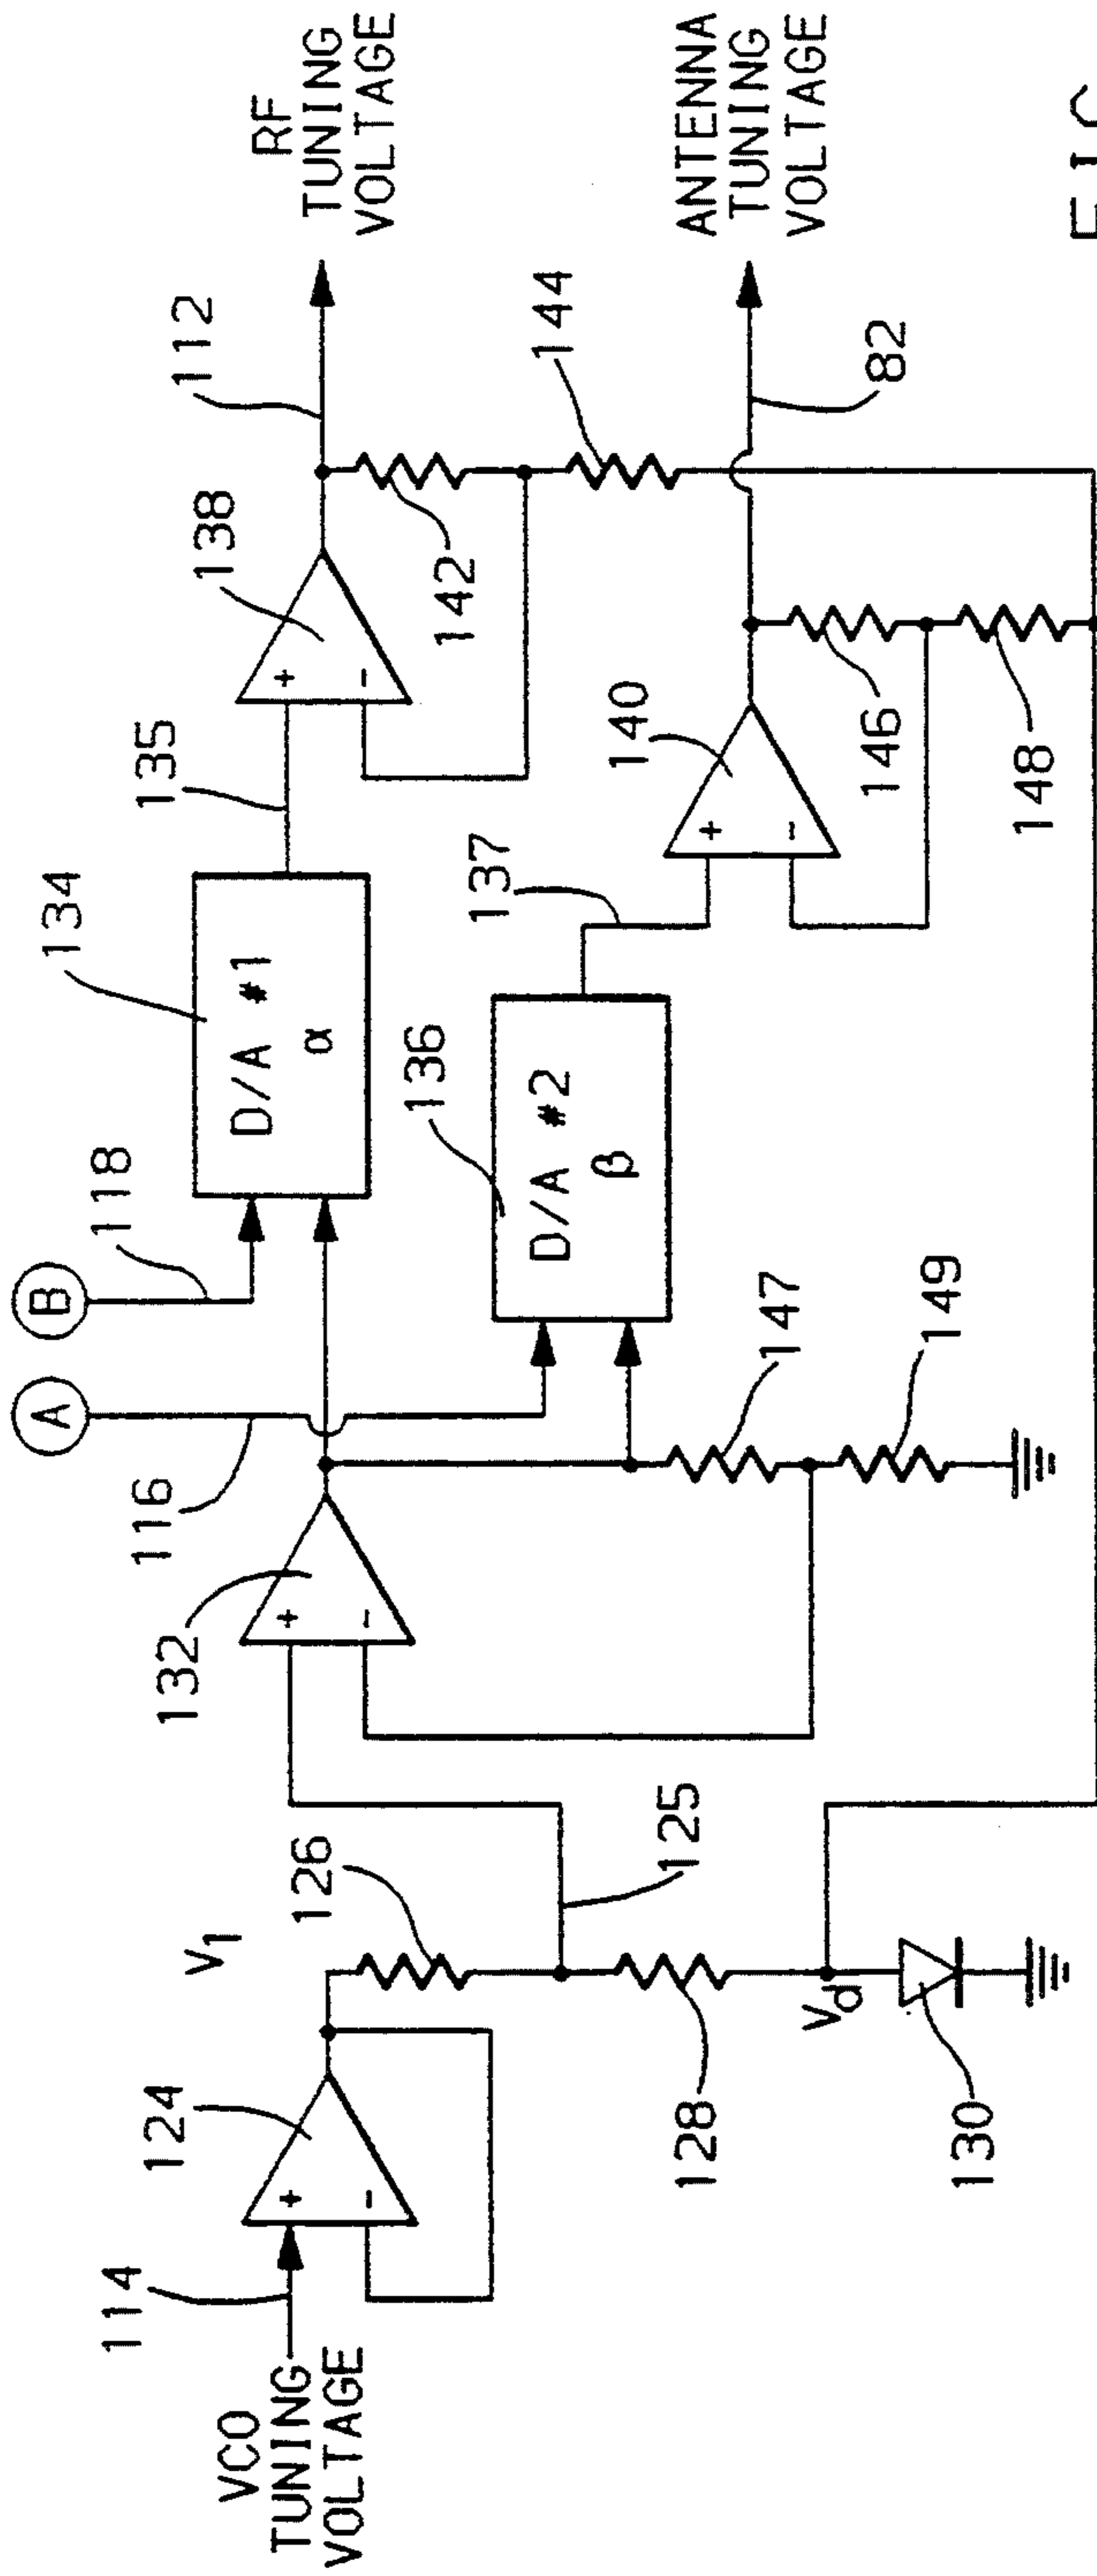 VCO
TUNING
VOLTAGE
114
124
V1
126
128
Vd
130
125
132
+
-
+
-
116
A
B
118
134
D/A #1
α
136
D/A #2
β
147
149
135
137
138
+
-
140
+
-
142
144
146
148
112
82
RF
TUNING
VOLTAGE
ANTENNA
TUNING
VOLTAGE